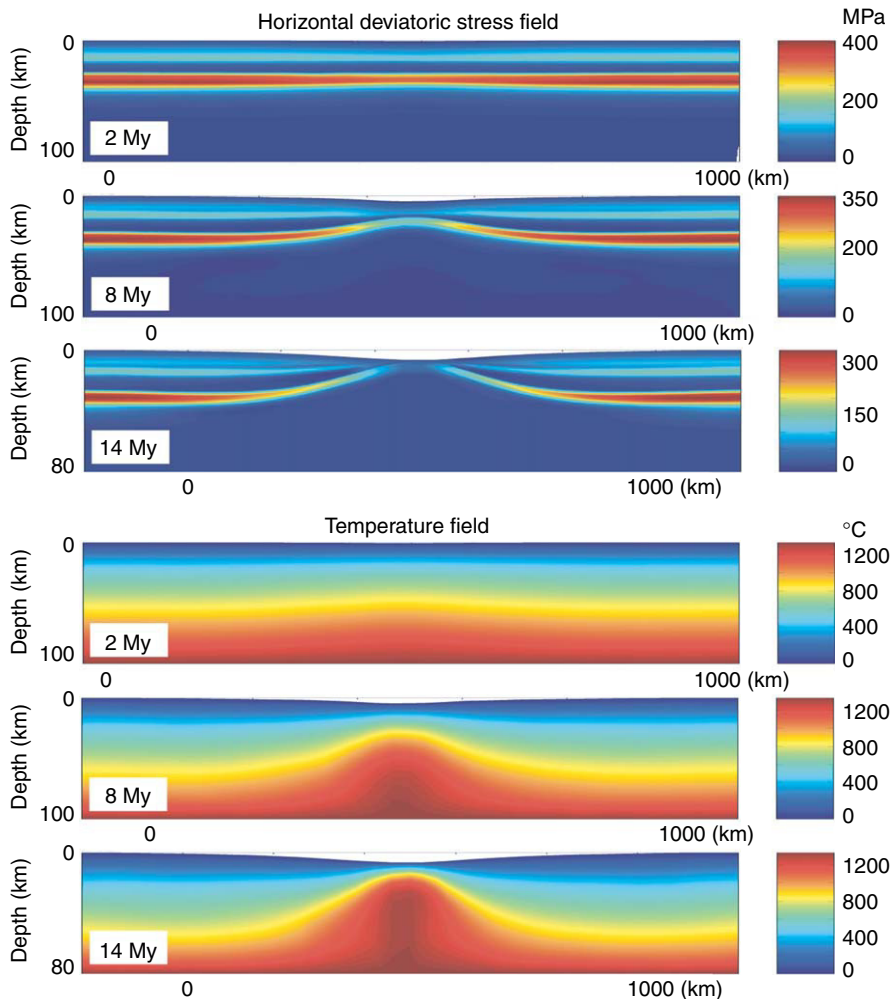 Horizontal deviatoric stress field
MPa
0
Depth (km)
100
2 My
0
1000 (km)
400
200
0
0
Depth (km)
100
8 My
0
1000 (km)
350
200
0
0
Depth (km)
80
14 My
0
1000 (km)
300
150
0
Temperature field
°C
0
Depth (km)
100
2 My
0
1000 (km)
1200
800
400
0
0
Depth (km)
100
8 My
0
1000 (km)
1200
800
400
0
0
Depth (km)
80
14 My
0
1000 (km)
1200
800
400
0